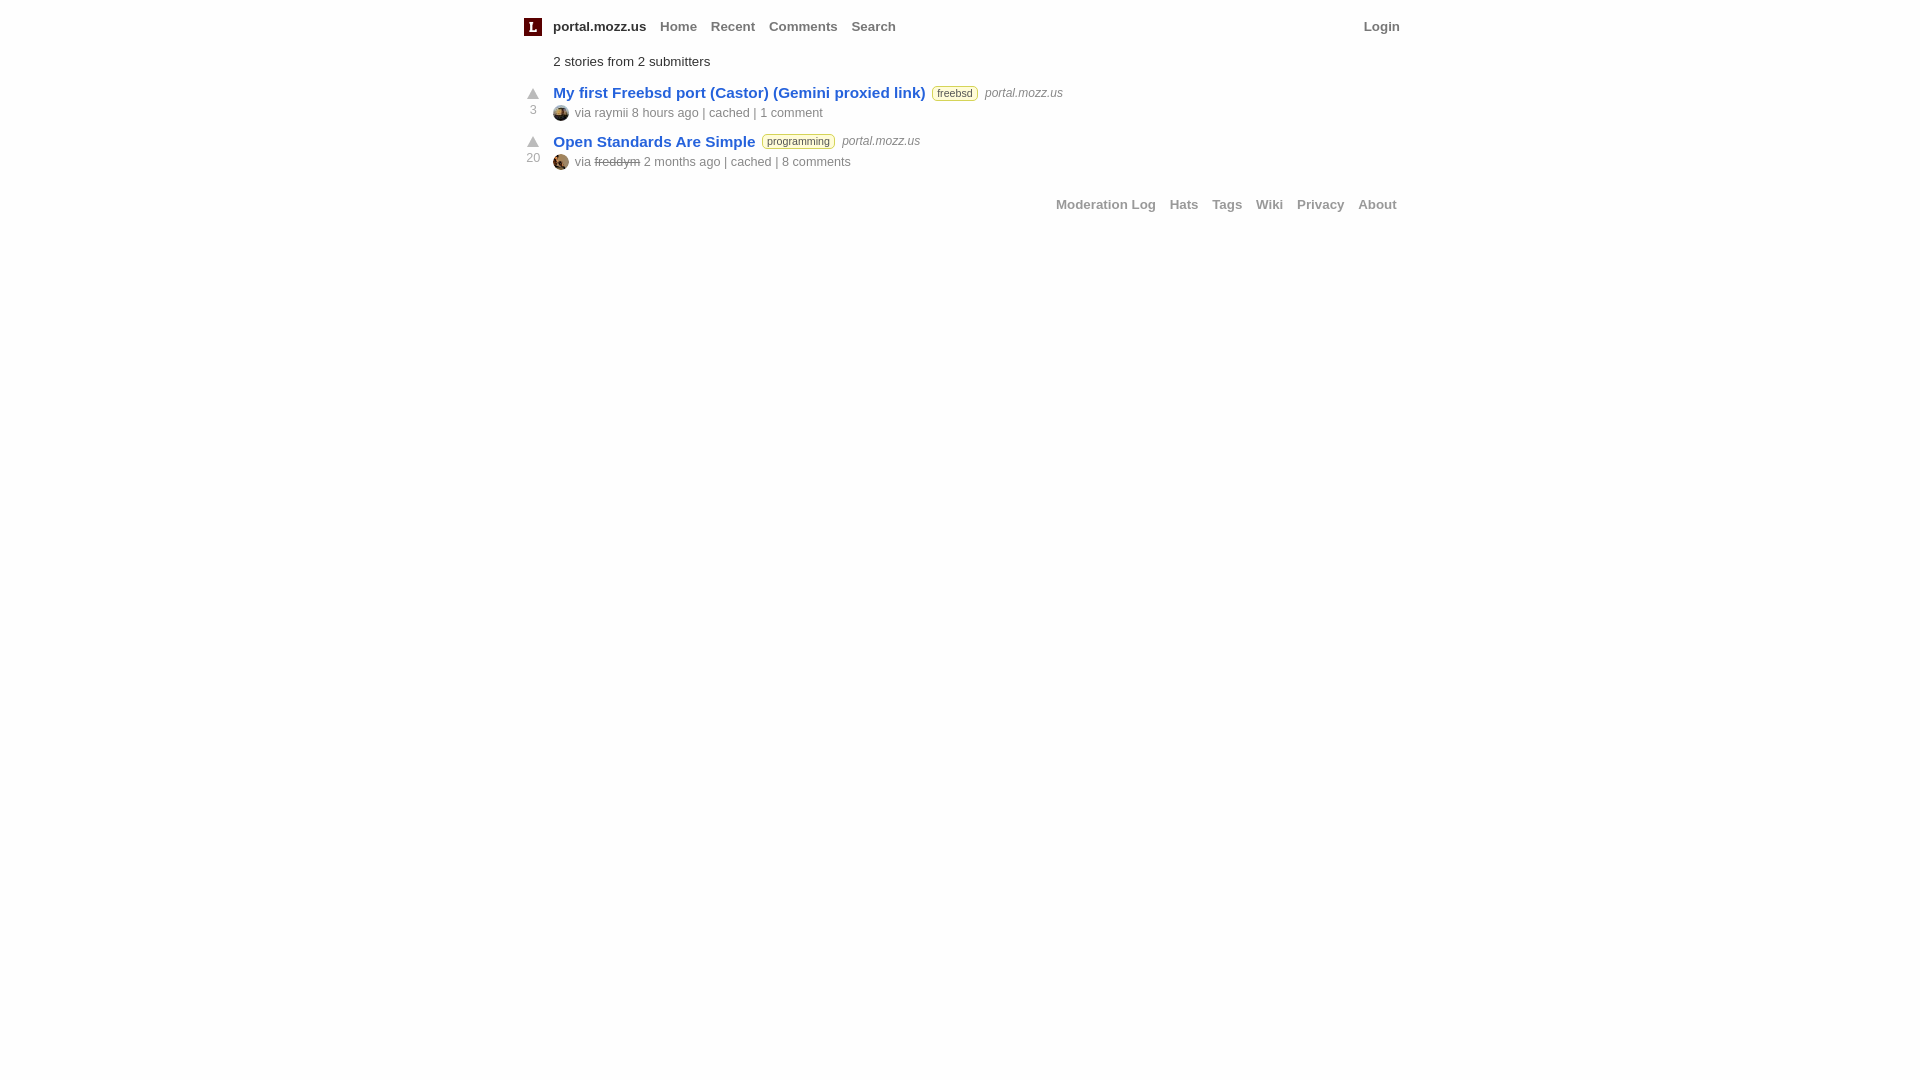 L portal.mozz.us Home Recent Comments Search Login
2 stories from 2 submitters
My first Freebsd port (Castor) (Gemini proxied link) freebsd portal.mozz.us
3 via raymii 8 hours ago | cached | 1 comment
Open Standards Are Simple programming portal.mozz.us
20 via freddym 2 months ago | cached | 8 comments
Moderation Log Hats Tags Wiki Privacy About